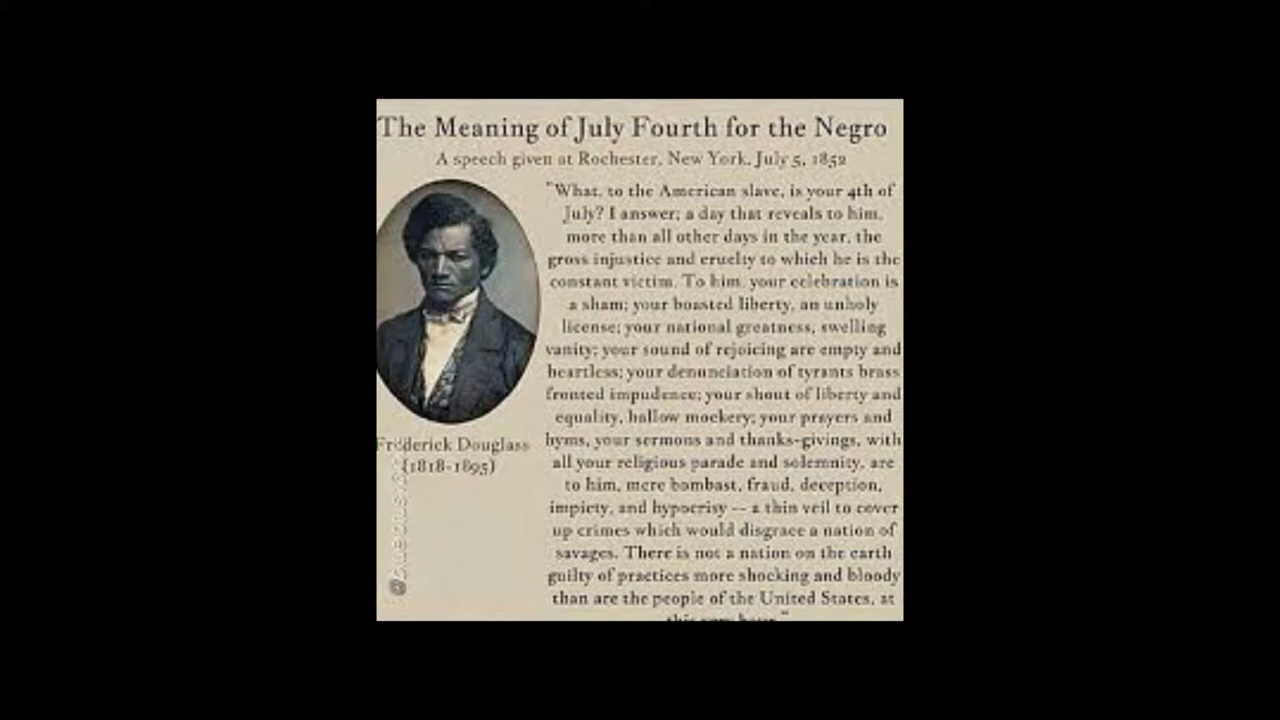 The Meaning of July Fourth for the Negro
A speech given at Rochester, New York, July 5, 1852
"What, to the American slave, is your 4th of
July? I answer; a day that reveals to him,
more than all other days in the year, the
gross injustice and cruelty to which he is the
constant victim. To him, your celebration is
a sham; your boasted liberty, an unholy
license; your national greatness, swelling
vanity; your sound of rejoicing are empty and
heartless; your denunciation of tyrants brass
fronted impudence; your shout of liberty and
equality, hallow mockery; your prayers and
hyms, your sermons and thanks-givings, with
all your religious parade and solemnity, are
to him, mere bombast, fraud, deception,
impiety, and hypocrisy -- a thin veil to cover
up crimes which would disgrace a nation of
savages. There is not a nation on the earth
guilty of practices more shocking and bloody
than are the people of the United States, at
this very hour."
Frederick Douglass
(1818-1895)